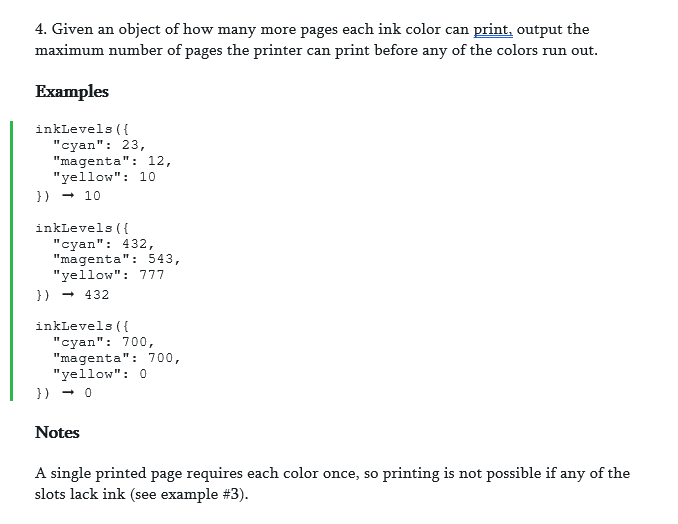 4. Given an object of how many more pages each ink color can print, output the
maximum number of pages the printer can print before any of the colors run out.
Examples
inkLevels({
"cyan": 23,
"magenta": 12,
"yellow": 10
}) → 10
inkLevels({
"cyan": 432,
"magenta": 543,
"yellow": 777
}) → 432
inkLevels({
"cyan": 700,
"magenta": 700,
"yellow": 0
}) → 0
Notes
A single printed page requires each color once, so printing is not possible if any of the
slots lack ink (see example #3).